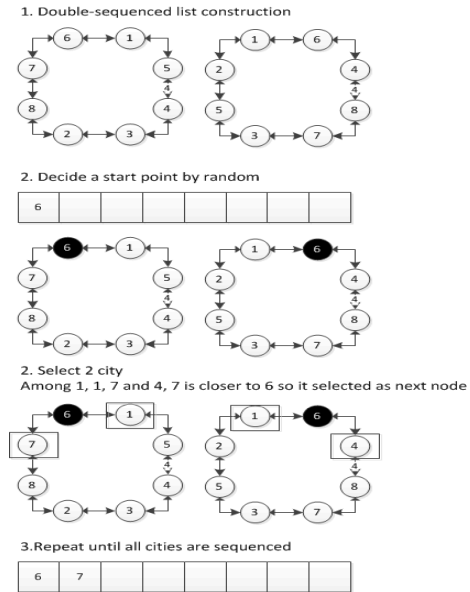 1. Double-sequenced list construction
6 1 1 6
7 5 2 4
4 4
8 4 5 8
2 3 3 7
2. Decide a start point by random
6
6 1 1 6
7 5 2 4
4 4
8 4 5 8
2 3 3 7
2. Select 2 city
Among 1, 1, 7 and 4, 7 is closer to 6 so it selected as next node
6 1 1 6
7 5 2 4
4 4
8 4 5 8
2 3 3 7
3.Repeat until all cities are sequenced
6 7